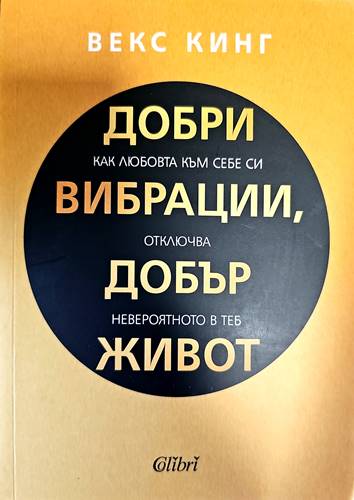 ВЕКС КИНГ
ДОБРИ
КАК ЛЮБОВТА КЪМ СЕБЕ СИ
ВИБРАЦИИ,
ОТКЛЮЧВА
ДОБЪР
НЕВЕРОЯТНОТО В ТЕБ
ЖИВОТ
Colibri